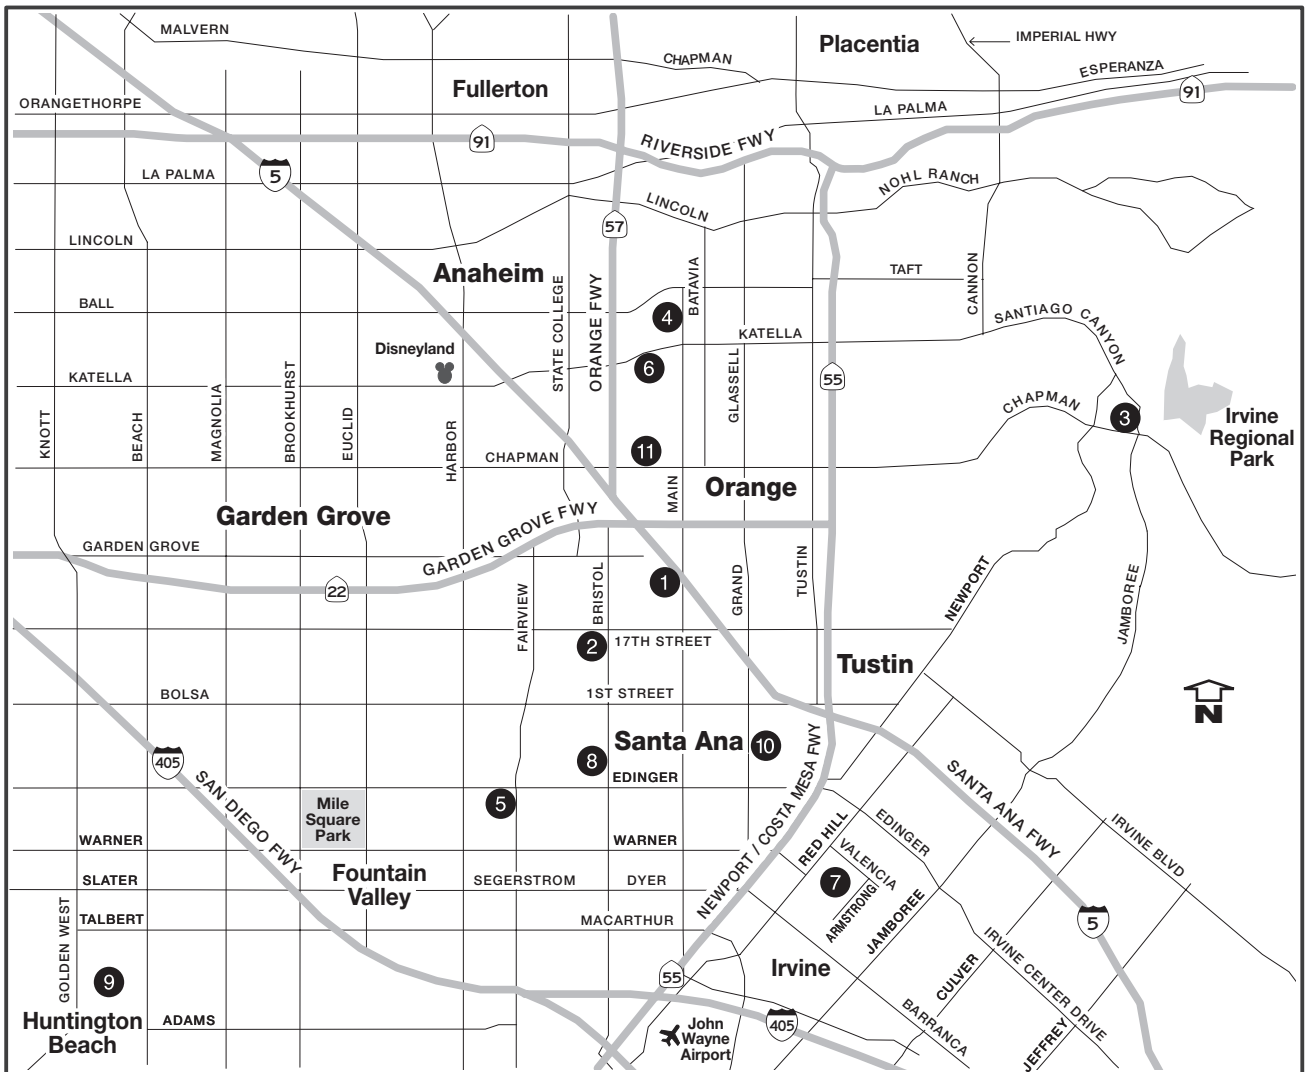 MALVERN
CHAPMAN
Placentia
IMPERIAL HWY
ESPERANZA
Fullerton
ORANGETHORPE
LA PALMA
91
91
RIVERSIDE FWY
LA PALMA
5
NOHL RANCH
LINCOLN
57
LINCOLN
Anaheim
TAFT
CANNON
BATAVIA
STATE COLLEGE
ORANGE FWY
BALL
4
SANTIAGO CANYON
KATELLA
Disneyland
6
KATELLA
55
GLASSELL
KNOTT
BEACH
MAGNOLIA
BROOKHURST
EUCLID
HARBOR
CHAPMAN
3
Irvine
Regional
Park
11
CHAPMAN
MAIN
Orange
Garden Grove
GARDEN GROVE FWY
GARDEN GROVE
22
FAIRVIEW
BRISTOL
1
GRAND
TUSTIN
NEWPORT
JAMBOREE
2
17TH STREET
Tustin
BOLSA
1ST STREET
N
405
SAN DIEGO FWY
Santa Ana
10
8
EDINGER
NEWPORT / COSTA MESA FWY
SANTA ANA FWY
5
Mile
Square
Park
WARNER
WARNER
RED HILL
EDINGER
IRVINE BLVD
VALENCIA
7
ARMSTRONG
Fountain
Valley
SLATER
SEGERSTROM
DYER
JAMBOREE
5
TALBERT
MACARTHUR
GOLDEN WEST
9
55
Irvine
CULVER
IRVINE CENTER DRIVE
Huntington
Beach
ADAMS
John
Wayne
Airport
405
BARRANCA
JEFFREY